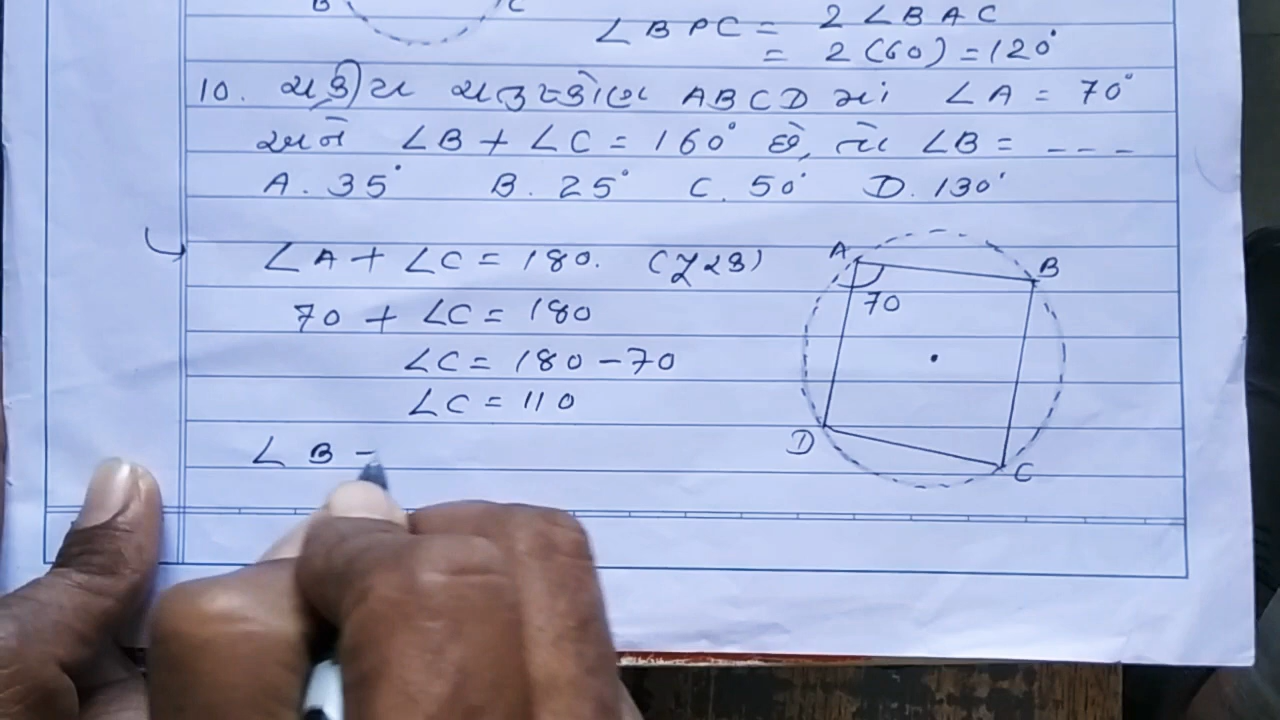 B C
∠BPC = 2∠BAC
= 2(60) = 120°
10. ચક્રીય ચતુષ્કોણ ABCD માં ∠A = 70°
અને ∠B + ∠C = 160° છે, તો ∠B = ---
A. 35° B. 25° C. 50° D. 130°
∠A + ∠C = 180.
70 + ∠C = 180
∠C = 180 - 70
∠C = 110
∠B -
A
B
70
D
C